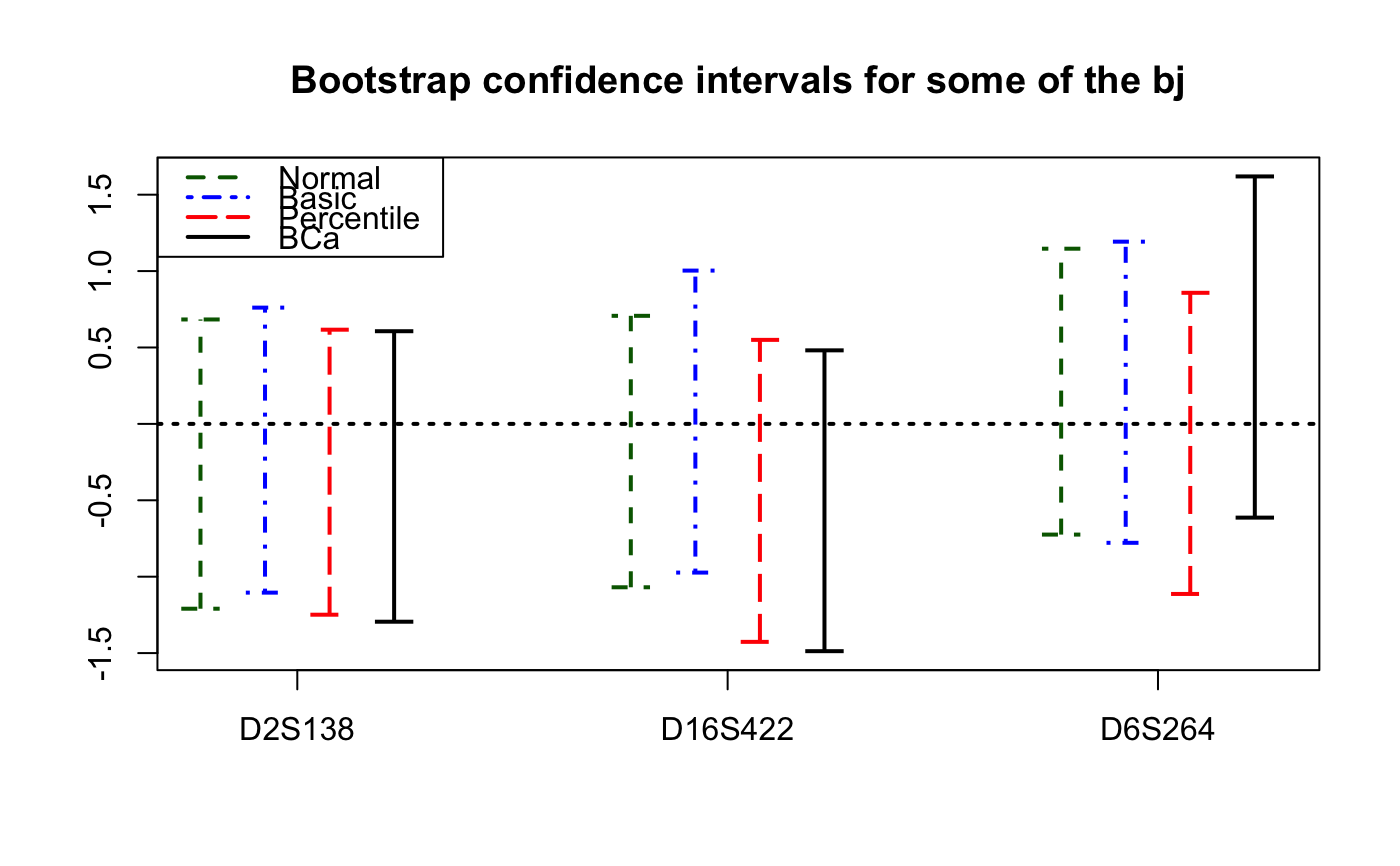 Bootstrap confidence intervals for some of the bj
Normal
Basic
Percentile
BCa
1.5
1.0
0.5
-0.5
-1.5
D2S138 D16S422 D6S264